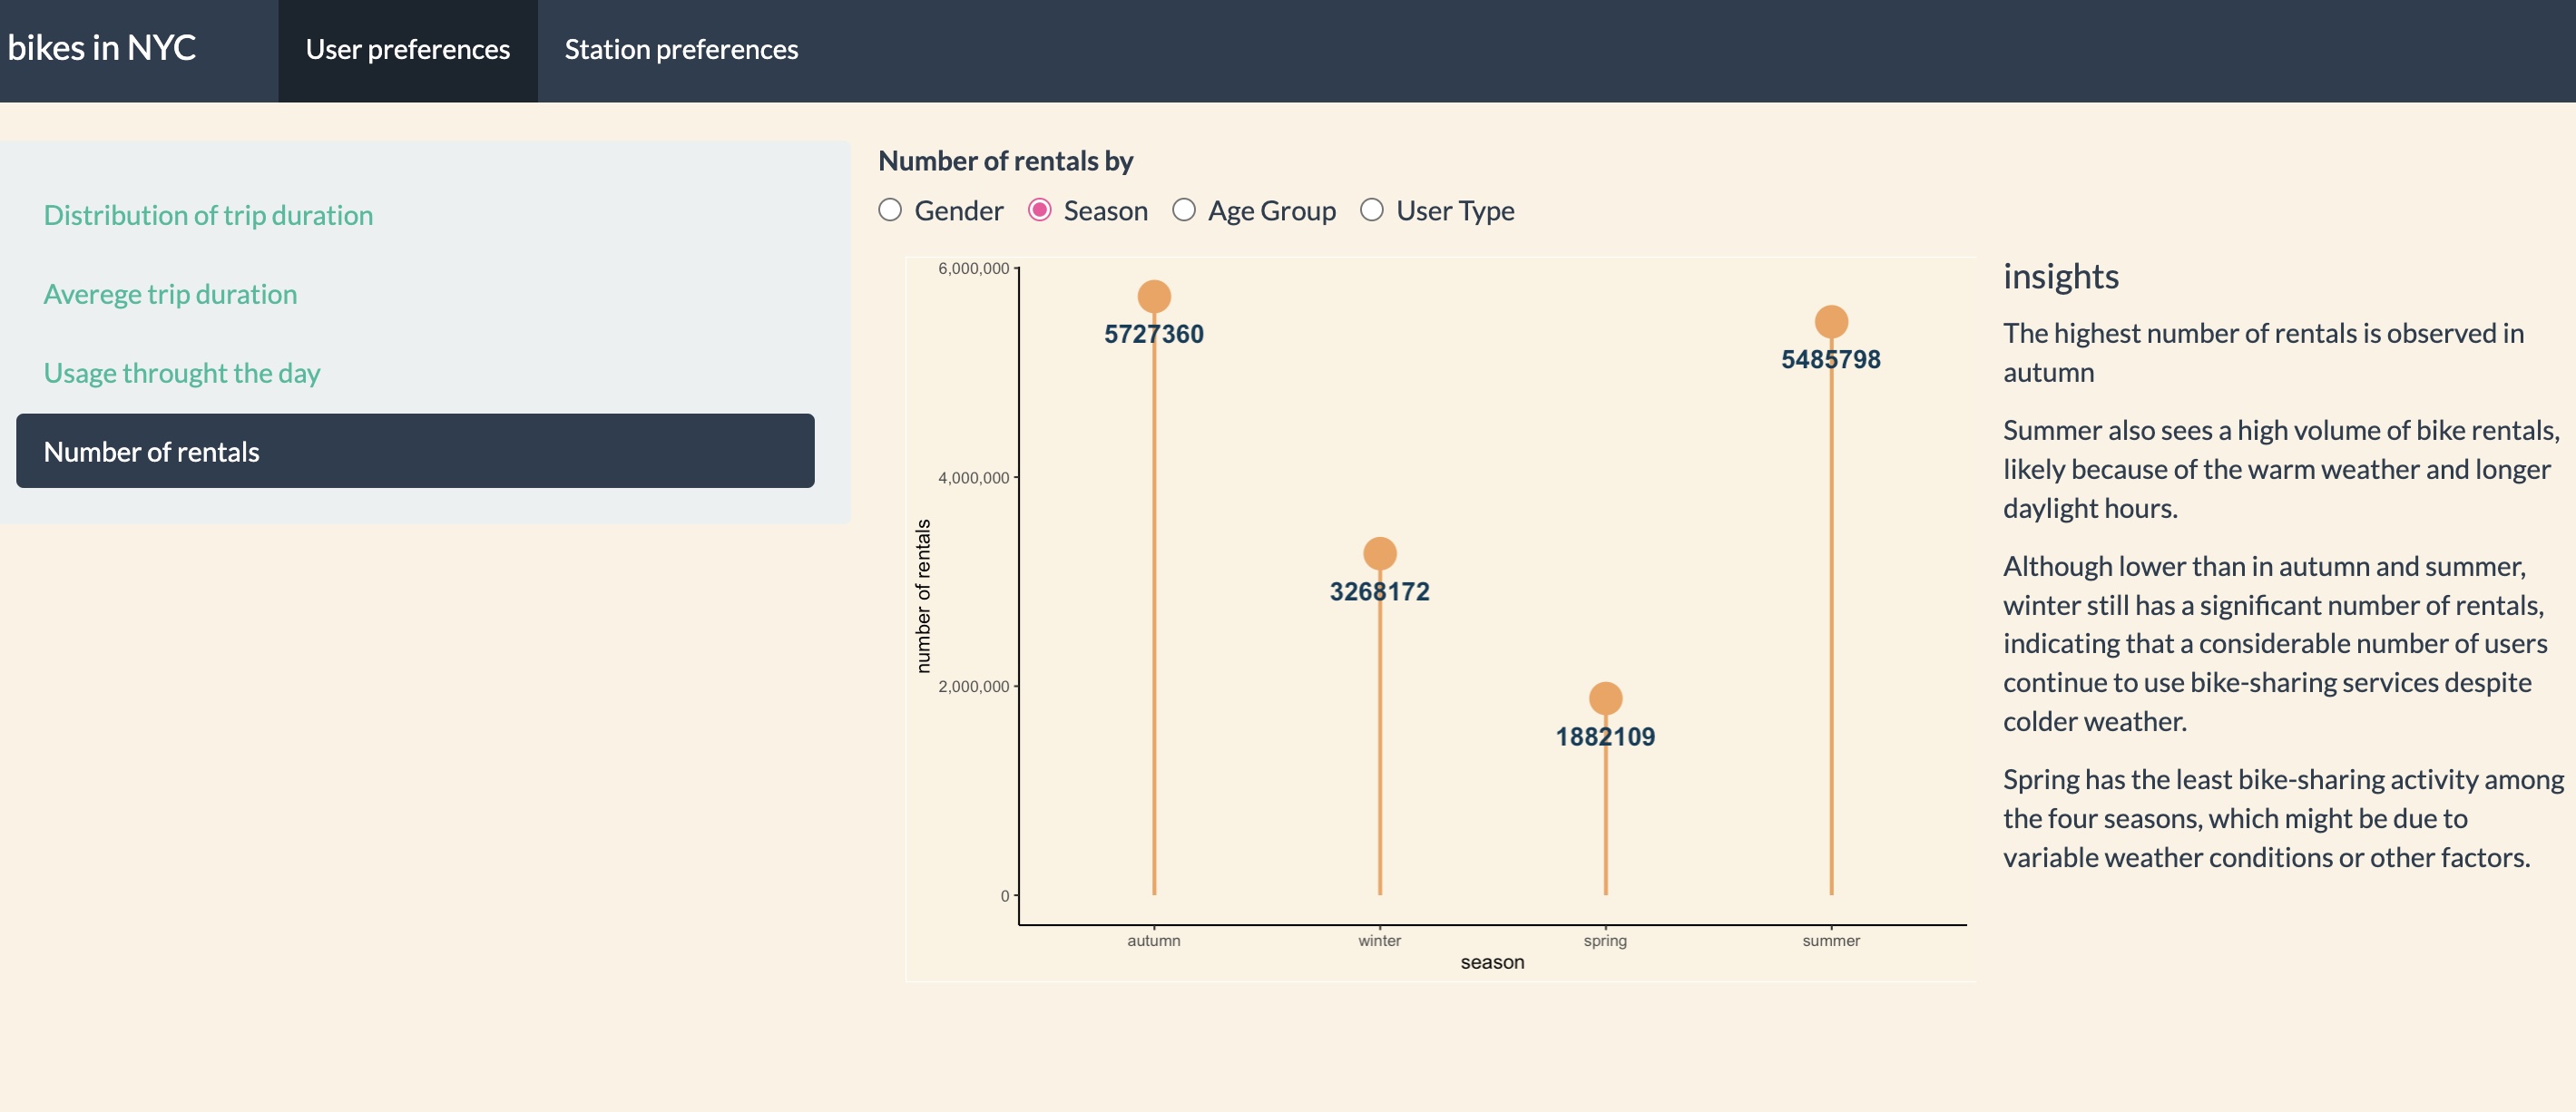 bikes in NYC
User preferences
Station preferences
Distribution of trip duration
Averege trip duration
Usage throught the day
Number of rentals
Number of rentals by
Gender
Season
Age Group
User Type
6,000,000
4,000,000
2,000,000
0
number of rentals
5727360
3268172
1882109
5485798
autumn
winter
spring
summer
season
insights
The highest number of rentals is observed in
autumn
Summer also sees a high volume of bike rentals,
likely because of the warm weather and longer
daylight hours.
Although lower than in autumn and summer,
winter still has a significant number of rentals,
indicating that a considerable number of users
continue to use bike-sharing services despite
colder weather.
Spring has the least bike-sharing activity among
the four seasons, which might be due to
variable weather conditions or other factors.